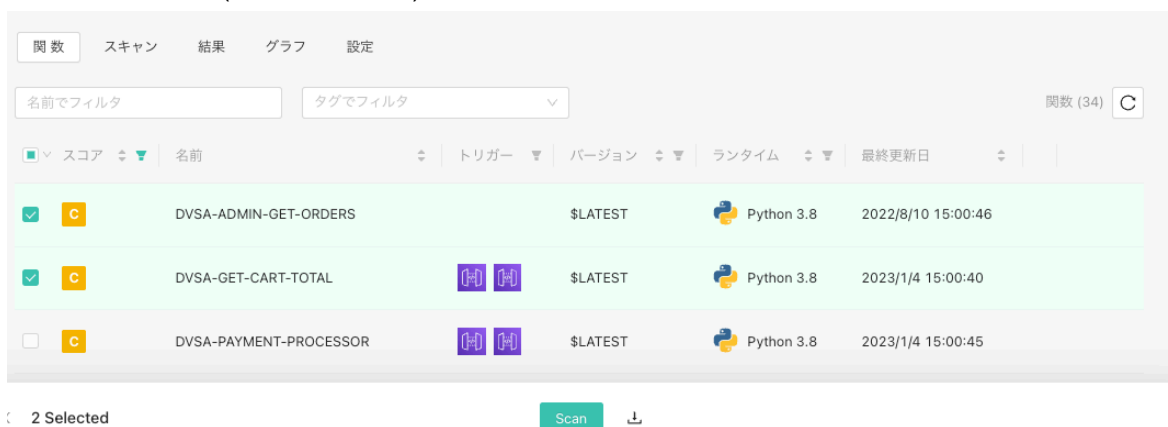 関数 スキャン 結果 グラフ 設定
名前でフィルタ タグでフィルタ 関数 (34)
スコア 名前 トリガー バージョン ランタイム 最終更新日
C DVSA-ADMIN-GET-ORDERS $LATEST Python 3.8 2022/8/10 15:00:46
C DVSA-GET-CART-TOTAL $LATEST Python 3.8 2023/1/4 15:00:40
C DVSA-PAYMENT-PROCESSOR $LATEST Python 3.8 2023/1/4 15:00:45
2 Selected Scan